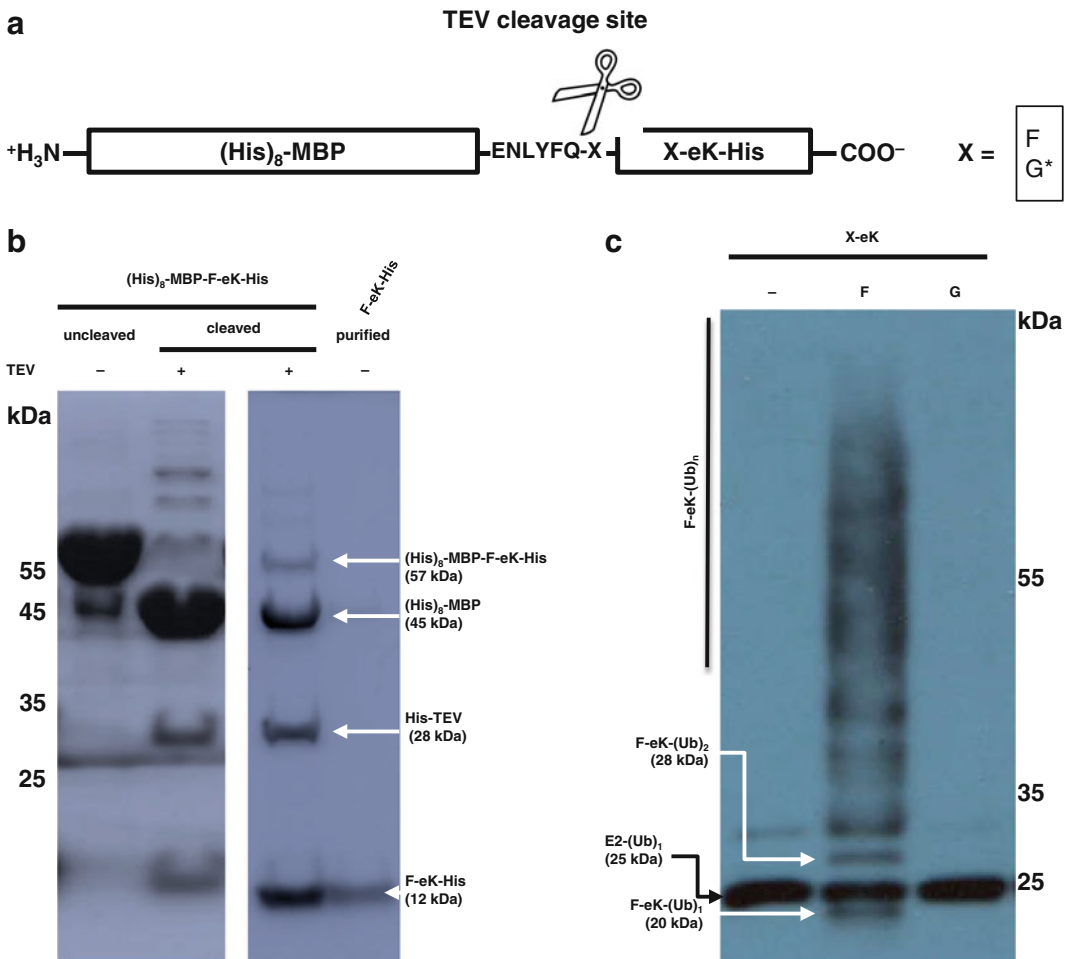 a
TEV cleavage site
⁺H₃N
(His)₈-MBP
ENLYFQ-X
X-eK-His
COO⁻
X =
F
G*
b
(His)₈-MBP-F-eK-His
F-eK-His
uncleaved
cleaved
purified
TEV
–
+
+
–
kDa
55
45
35
25
(His)₈-MBP-F-eK-His
(57 kDa)
(His)₈-MBP
(45 kDa)
His-TEV
(28 kDa)
F-eK-His
(12 kDa)
c
X-eK
–
F
G
kDa
F-eK-(Ub)ₙ
55
35
25
F-eK-(Ub)₂
(28 kDa)
E2-(Ub)₁
(25 kDa)
F-eK-(Ub)₁
(20 kDa)